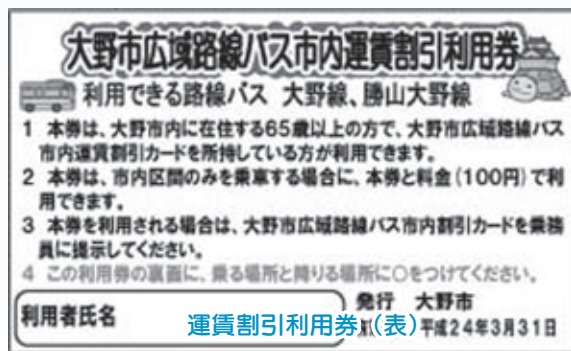 大野市広域路線バス市内運賃割引利用券
利用できる路線バス 大野線、勝山大野線
1 本券は、大野市内に在住する65歳以上の方で、大野市広域路線バス
市内運賃割引カードを所持している方が利用できます。
2 本券は、市内区間のみを乗車する場合に、本券と料金(100円)で利
用できます。
3 本券を利用される場合は、大野市広域路線バス市内割引カードを乗務
員に提示してください。
4 この利用券の裏面に、乗る場所と降りる場所に○をつけてください。
発行 大野市
利用者氏名
運賃割引利用券(表)
平成24年3月31日